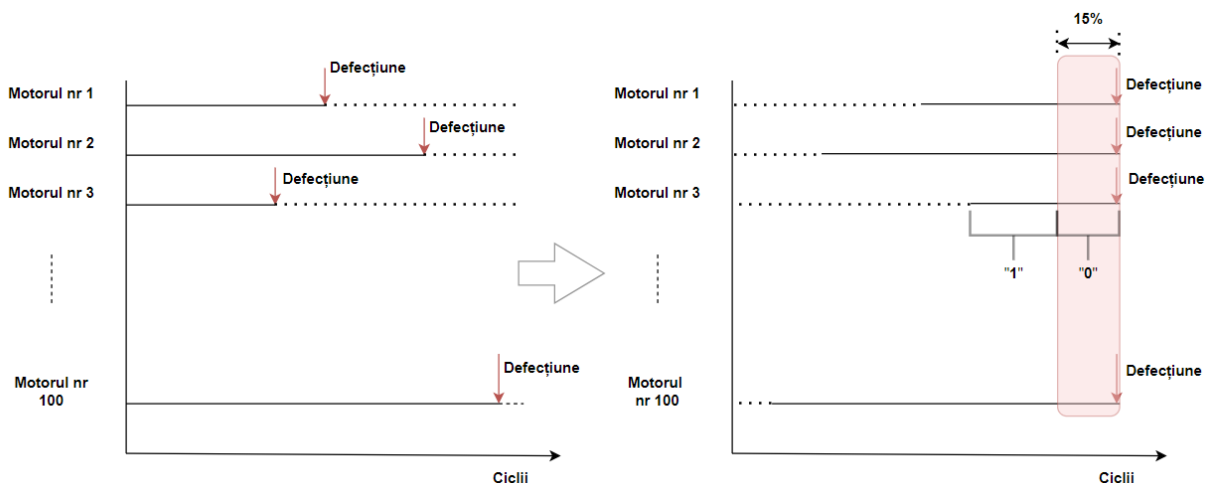 Defecțiune
Motorul nr 1
Defecțiune
Motorul nr 2
Defecțiune
Motorul nr 3
Defecțiune
Motorul nr
100
Ciclii
15%
Motorul nr 1
Defecțiune
Motorul nr 2
Defecțiune
Motorul nr 3
Defecțiune
"1"
"0"
Defecțiune
Motorul
nr 100
Ciclii